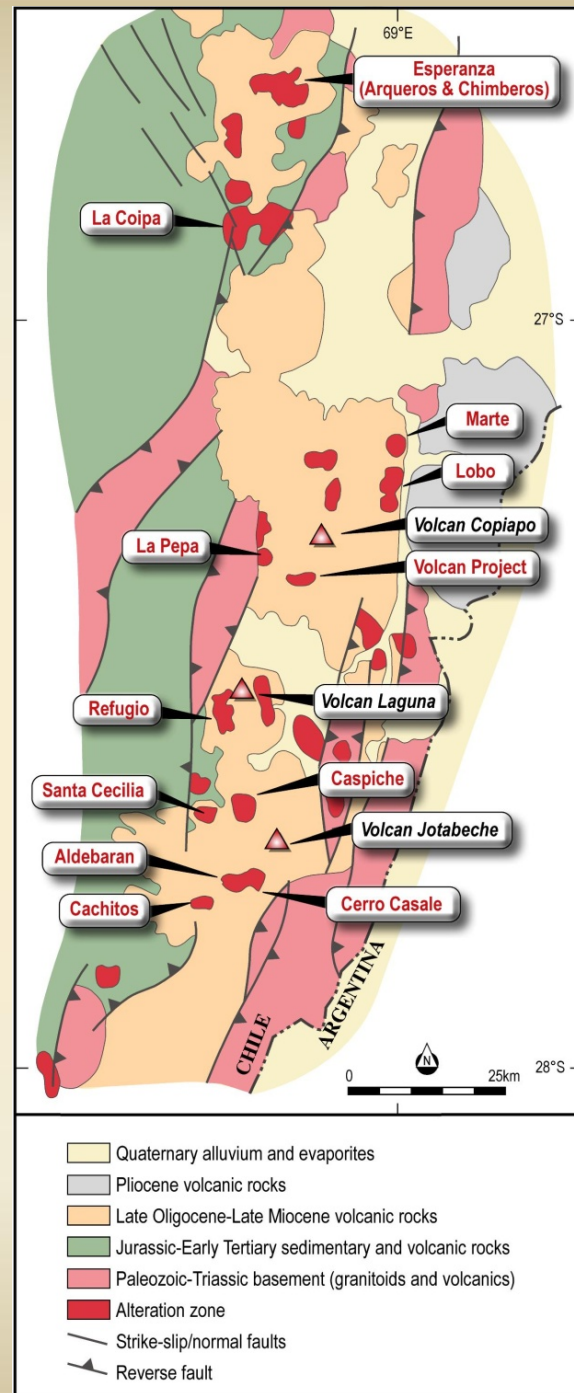 69°E
Esperanza
(Arqueros & Chimberos)
La Coipa
27°S
Marte
Lobo
Volcan Copiapo
La Pepa
Volcan Project
Refugio
Volcan Laguna
Santa Cecilia
Caspiche
Volcan Jotabeche
Aldebaran
Cachitos
Cerro Casale
CHILE
ARGENTINA
N
0 25km
28°S
Quaternary alluvium and evaporites
Pliocene volcanic rocks
Late Oligocene-Late Miocene volcanic rocks
Jurassic-Early Tertiary sedimentary and volcanic rocks
Paleozoic-Triassic basement (granitoids and volcanics)
Alteration zone
Strike-slip/normal faults
Reverse fault